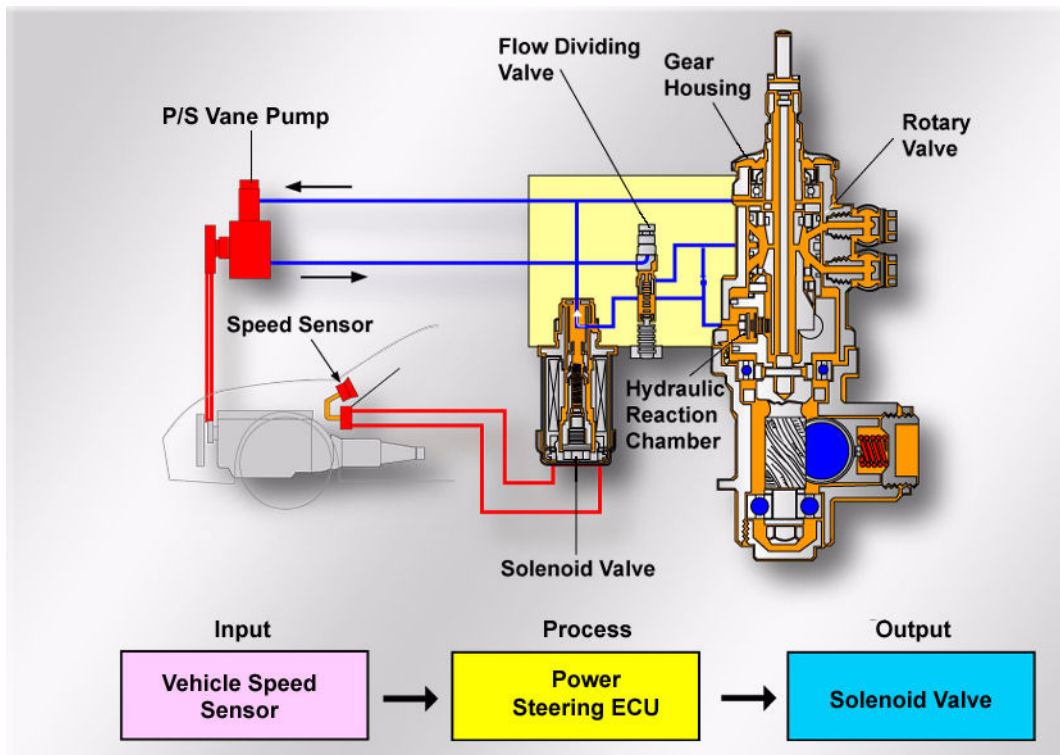 Flow Dividing
Valve
Gear
Housing
P/S Vane Pump
Rotary
Valve
Speed Sensor
Hydraulic
Reaction
Chamber
Solenoid Valve
Input
Process
Output
Vehicle Speed
Sensor
Power
Steering ECU
Solenoid Valve